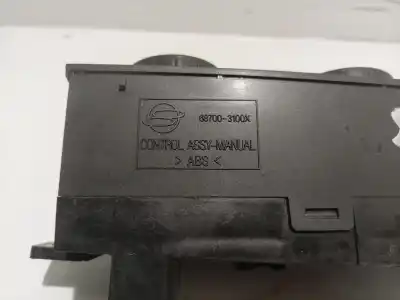 68700-3100X
CONTROL ASSY-MANUAL
> ABS <